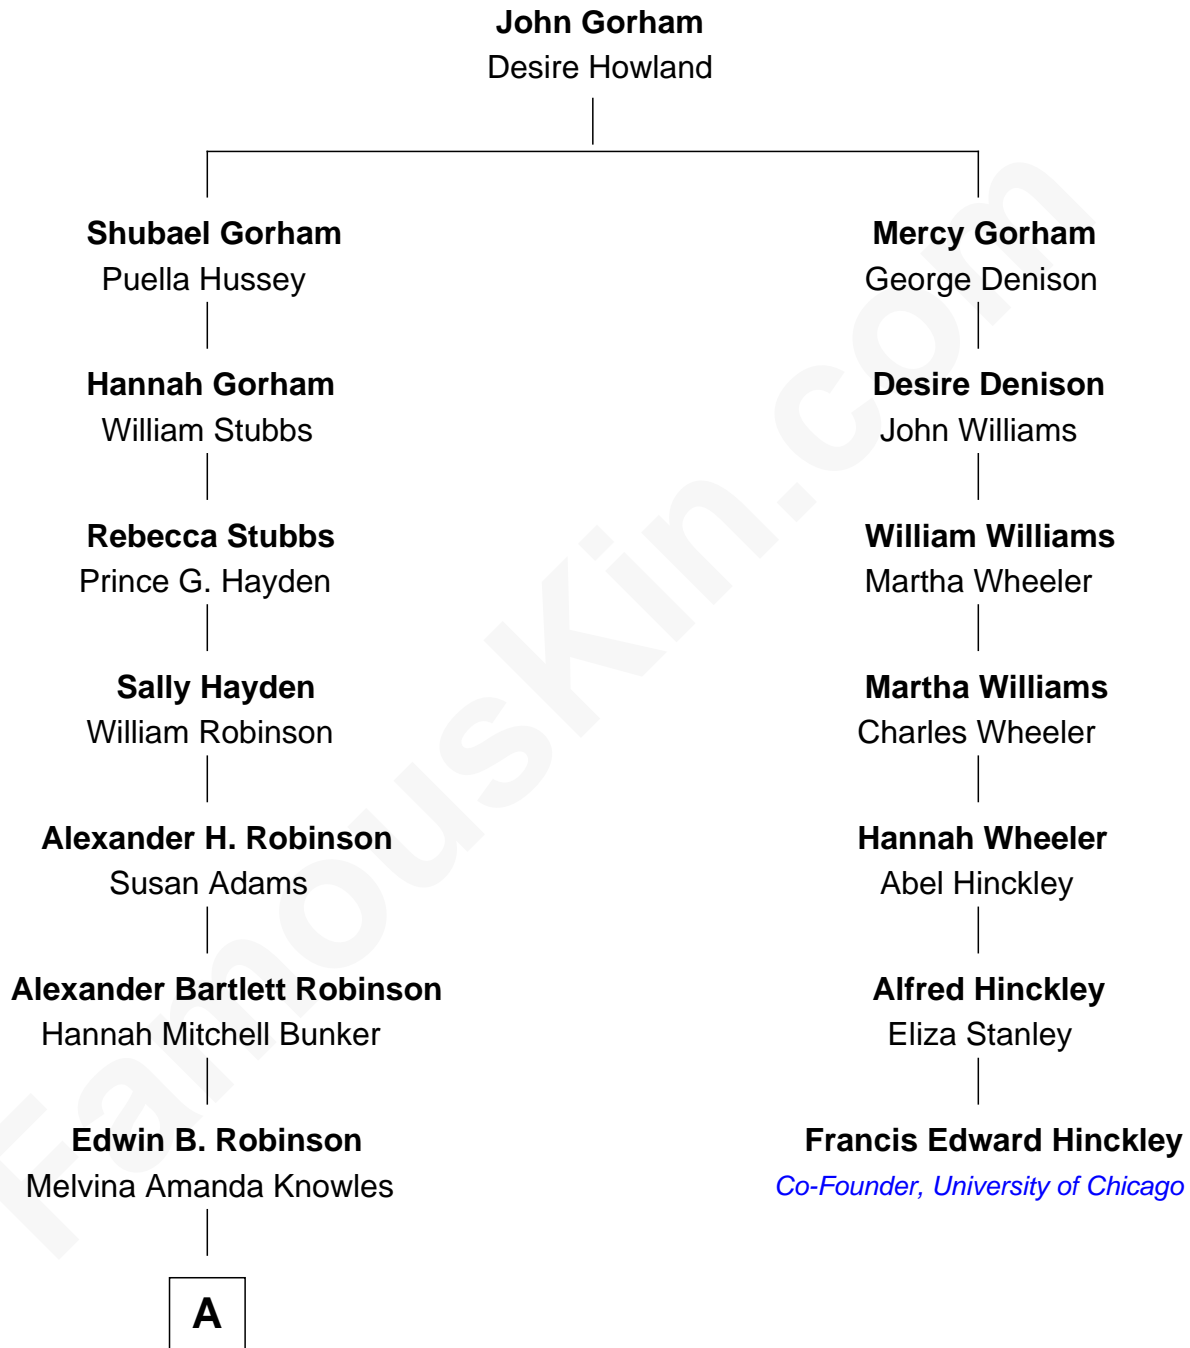 John Gorham
Desire Howland
Shubael Gorham
Puella Hussey
Mercy Gorham
George Denison
Hannah Gorham
William Stubbs
Desire Denison
John Williams
Rebecca Stubbs
Prince G. Hayden
William Williams
Martha Wheeler
Sally Hayden
William Robinson
Martha Williams
Charles Wheeler
Alexander H. Robinson
Susan Adams
Hannah Wheeler
Abel Hinckley
Alexander Bartlett Robinson
Hannah Mitchell Bunker
Alfred Hinckley
Eliza Stanley
Edwin B. Robinson
Melvina Amanda Knowles
Francis Edward Hinckley
Co-Founder, University of Chicago
A
FamousKin.com